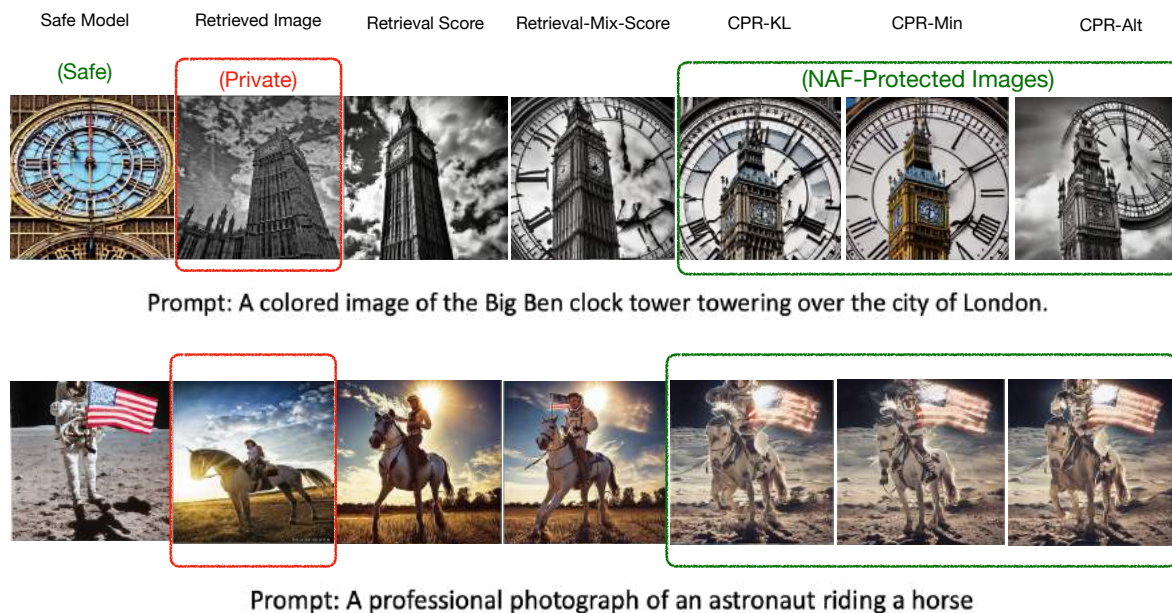 Safe Model Retrieved Image Retrieval Score Retrieval-Mix-Score CPR-KL CPR-Min CPR-Alt
(Safe) (Private) (NAF-Protected Images)
Prompt: A colored image of the Big Ben clock tower towering over the city of London.
Prompt: A professional photograph of an astronaut riding a horse